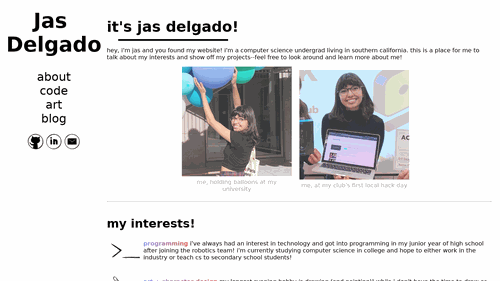 Jas
Delgado
about
code
art
blog
it's jas delgado!
hey, i'm jas and you found my website! i'm a computer science undergrad living in southern california. this is a place for me to
talk about my interests and show off my projects--feel free to look around and learn more about me!
me, holding balloons at my
university
me, at my club's first local hack day
my interests!
programming i've always had an interest in technology and got into programming in my junior year of high school
after joining the robotics team! i'm currently studying computer science in college and hope to either work in the
industry or teach cs to secondary school students!